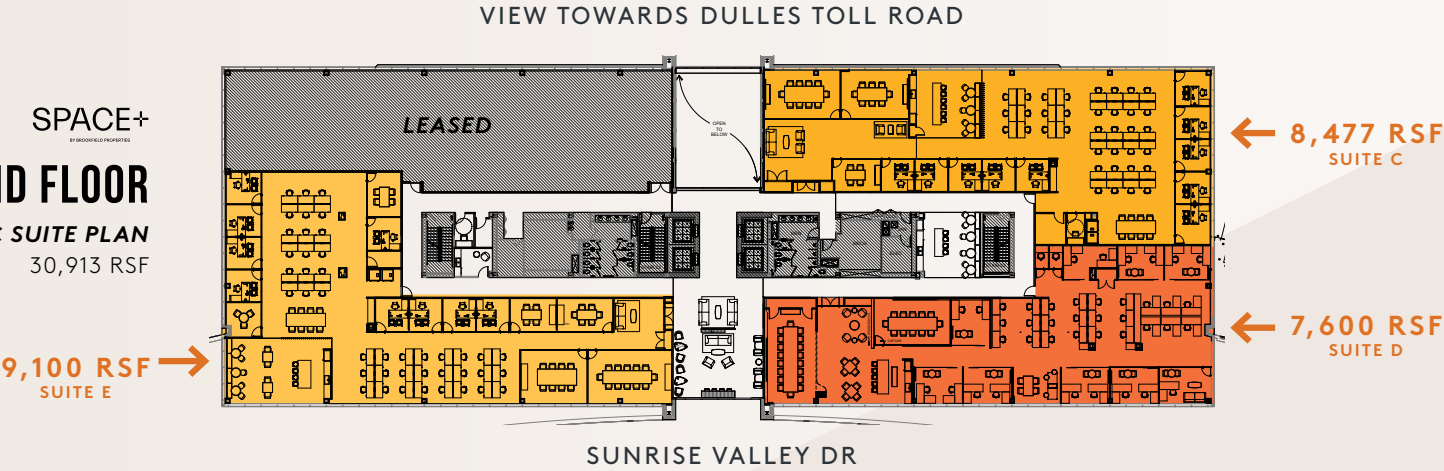 VIEW TOWARDS DULLES TOLL ROAD
SPACE+
BY BROOKFIELD PROPERTIES
D FLOOR
SUITE PLAN
30,913 RSF
LEASED
OPEN
TO
BELOW
8,477 RSF
SUITE C
7,600 RSF
SUITE D
9,100 RSF
SUITE E
SUNRISE VALLEY DR